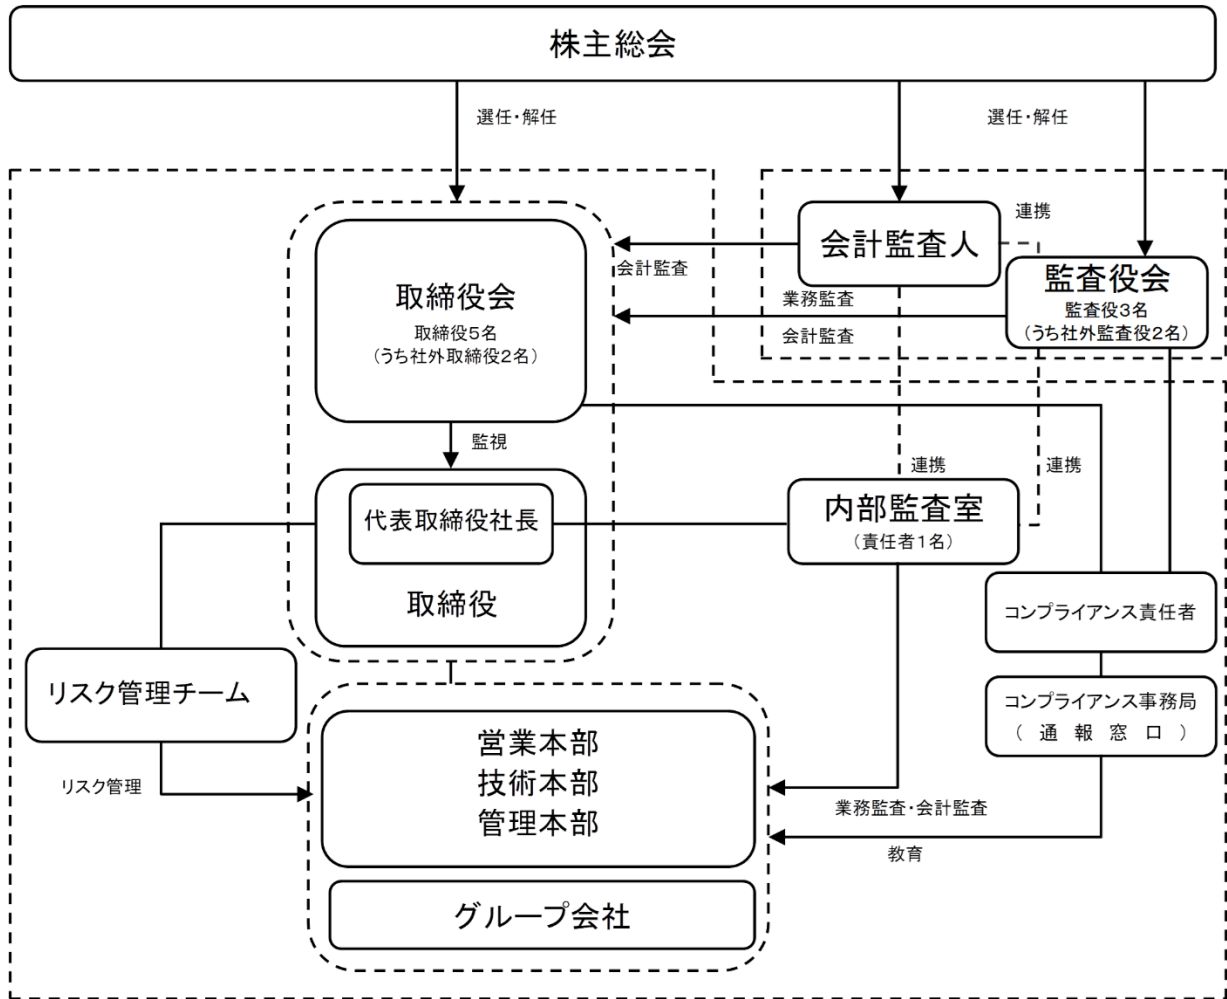 株主総会
選任・解任
選任・解任
会計監査人
連携
監査役会
監査役3名
(うち社外監査役2名)
会計監査
業務監査
会計監査
取締役会
取締役5名
(うち社外取締役2名)
監視
代表取締役社長
取締役
連携
連携
内部監査室
(責任者1名)
コンプライアンス責任者
リスク管理チーム
コンプライアンス事務局
(通報窓口)
リスク管理
営業本部
技術本部
管理本部
業務監査・会計監査
教育
グループ会社